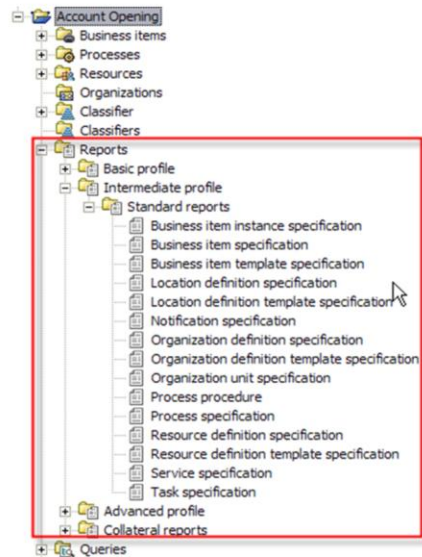 Account Opening
Business items
Processes
Resources
Organizations
Classifier
Classifiers
Reports
Basic profile
Intermediate profile
Standard reports
Business item instance specification
Business item specification
Business item template specification
Location definition specification
Location definition template specification
Notification specification
Organization definition specification
Organization definition template specification
Organization unit specification
Process procedure
Process specification
Resource definition specification
Resource definition template specification
Service specification
Task specification
Advanced profile
Collateral reports
Queries